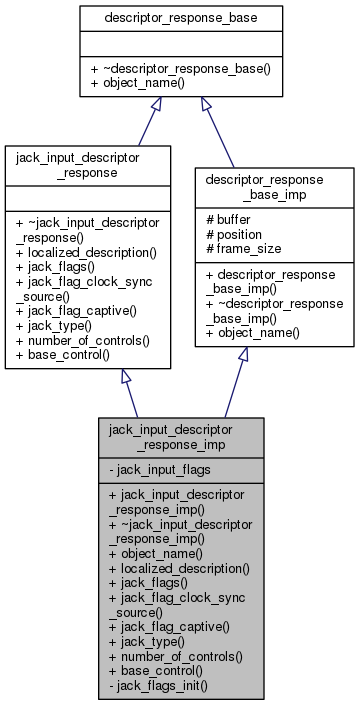 descriptor_response_base
+ ~descriptor_response_base()
+ object_name()
jack_input_descriptor
_response
+ ~jack_input_descriptor
_response()
+ localized_description()
+ jack_flags()
+ jack_flag_clock_sync
_source()
+ jack_flag_captive()
+ jack_type()
+ number_of_controls()
+ base_control()
descriptor_response
_base_imp
# buffer
# position
# frame_size
+ descriptor_response
_base_imp()
+ ~descriptor_response
_base_imp()
+ object_name()
jack_input_descriptor
_response_imp
- jack_input_flags
+ jack_input_descriptor
_response_imp()
+ ~jack_input_descriptor
_response_imp()
+ object_name()
+ localized_description()
+ jack_flags()
+ jack_flag_clock_sync
_source()
+ jack_flag_captive()
+ jack_type()
+ number_of_controls()
+ base_control()
- jack_flags_init()